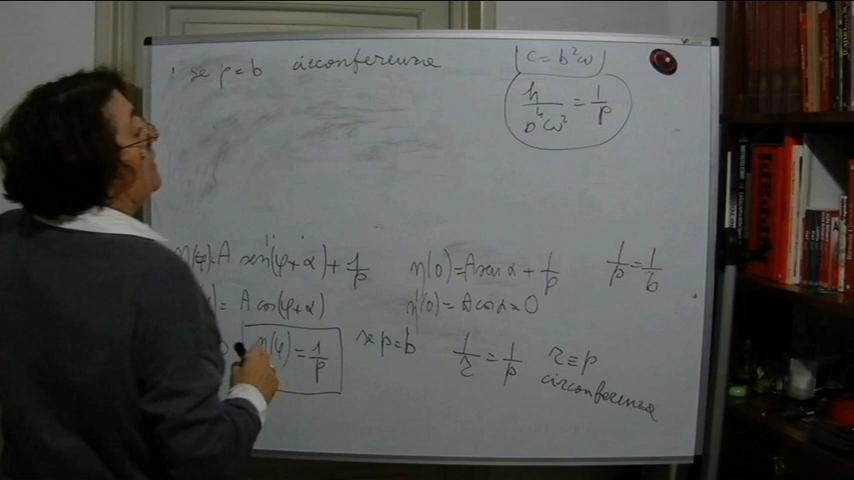 se p=b circonferenza
C=b²ω
h/b⁴ω² = 1/p
η(φ)=A sen(φ+α)+1/p η(0)=A sen α+1/p 1/p=1/b
)= A cos(φ+α) η'(0)=A cosα=0
η(φ)=1/p se p=b 1/r=1/p r≡p
circonferenza